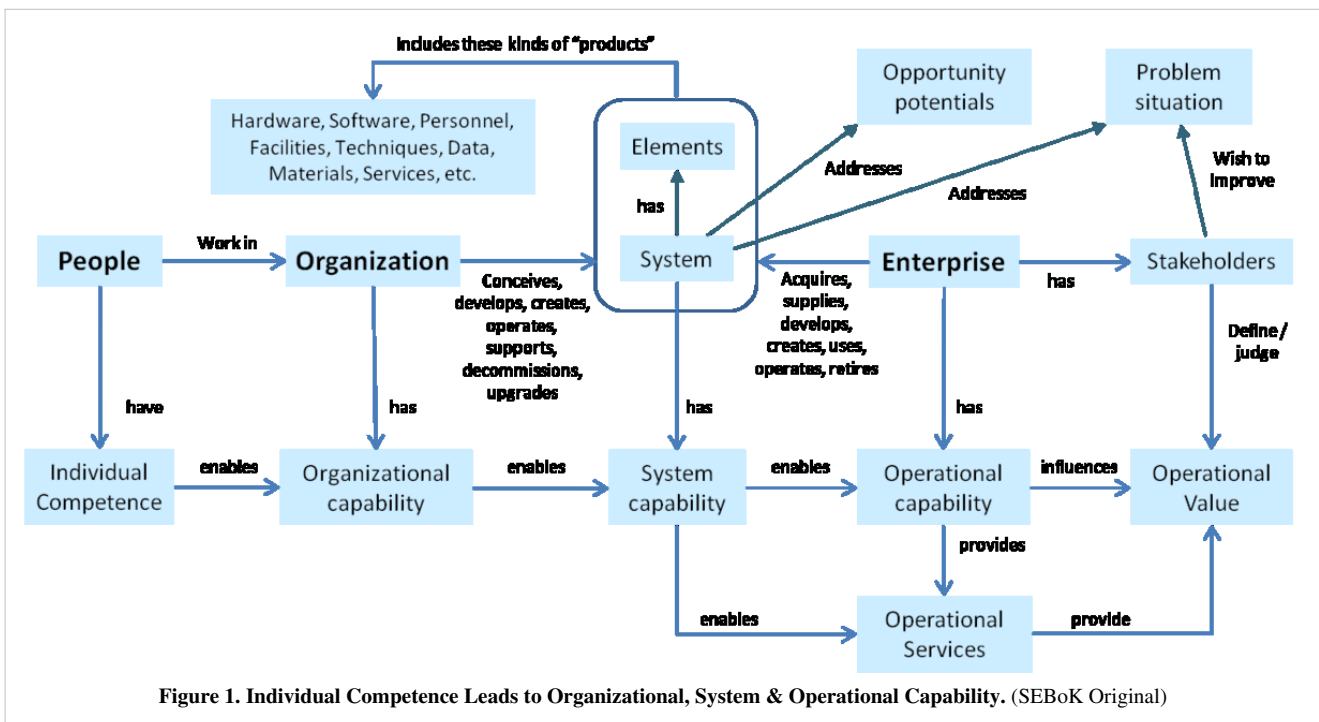 Includes these kinds of “products”
Opportunity
potentials
Problem
situation
Hardware, Software, Personnel,
Facilities, Techniques, Data,
Materials, Services, etc.
Elements
Addresses
Addresses
Wish to
Improve
has
People
Work in
Organization
System
Enterprise
has
Stakeholders
Conceives,
develops, creates,
operates,
supports,
decommissions,
upgrades
Acquires,
supplies,
develops,
creates, uses,
operates, retires
Define /
judge
have
has
has
has
Individual
Competence
enables
Organizational
capability
enables
System
capability
enables
Operational
capability
influences
Operational
Value
provides
enables
Operational
Services
provide
Figure 1. Individual Competence Leads to Organizational, System & Operational Capability. (SEBoK Original)